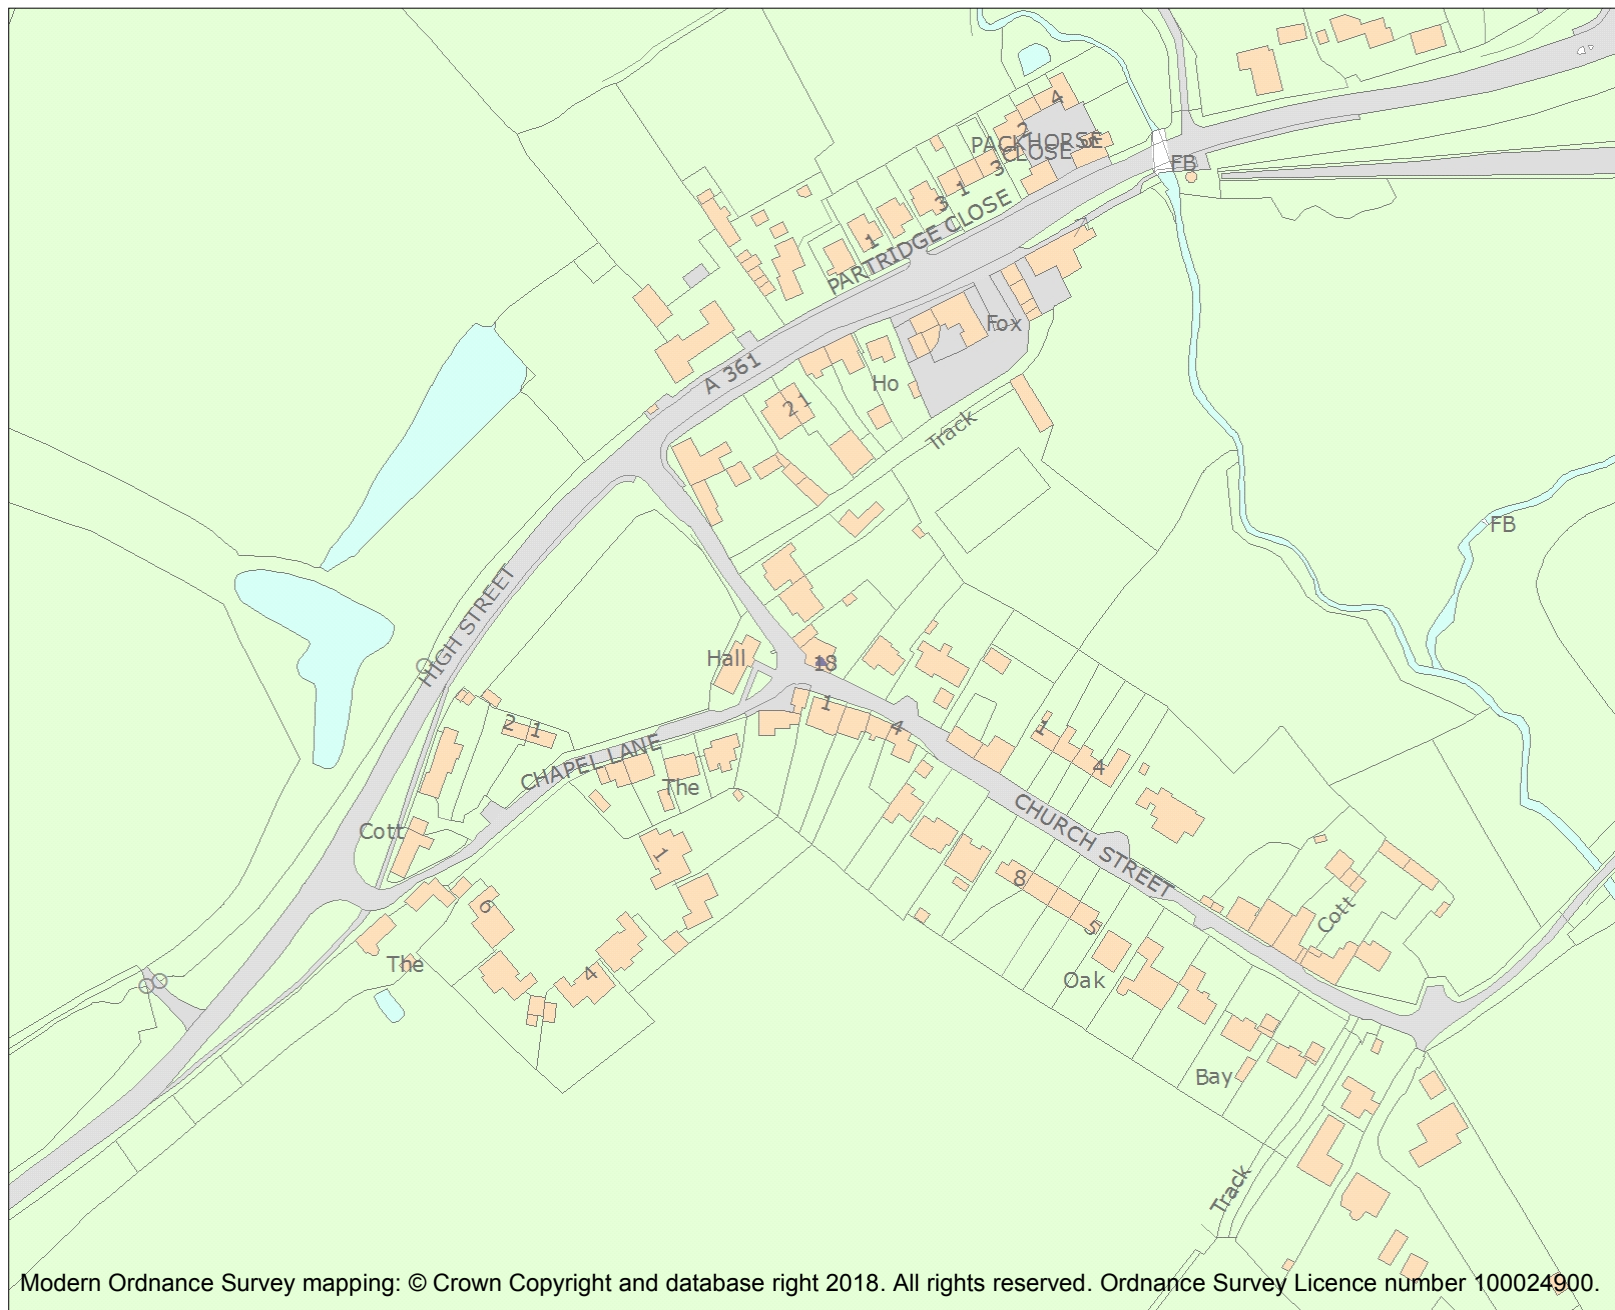 4
2
PACKHORSE
CLOSE
FB
3
1
3
1
PARTRIDGE CLOSE
Fox
A 361
Ho
2 1
Track
FB
HIGH STREET
Hall
18
1
4
2 1
1
4
CHAPEL LANE
The
CHURCH STREET
Cott
1
8
6
5
Cott
The
4
Oak
Bay
Track
Modern Ordnance Survey mapping: © Crown Copyright and database right 2018. All rights reserved. Ordnance Survey Licence number 100024900.